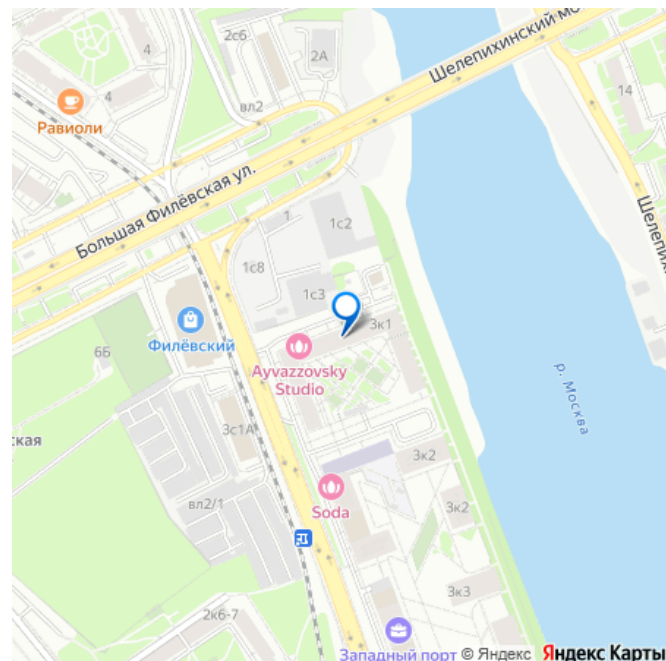 2с6
2А
4
вл2
4
Равиоли
Шелепихинский мо
14
Большая Филёвская ул.
1
1с2
1с8
1с3
Шелепих
3к1
6Б
Филёвский
Ayvazzovsky
Studio
р. Москва
ская
3с1А
3к2
вл2/1
Soda
3к2
3к3
2к6-7
Западный порт
© Яндекс Яндекс Карты